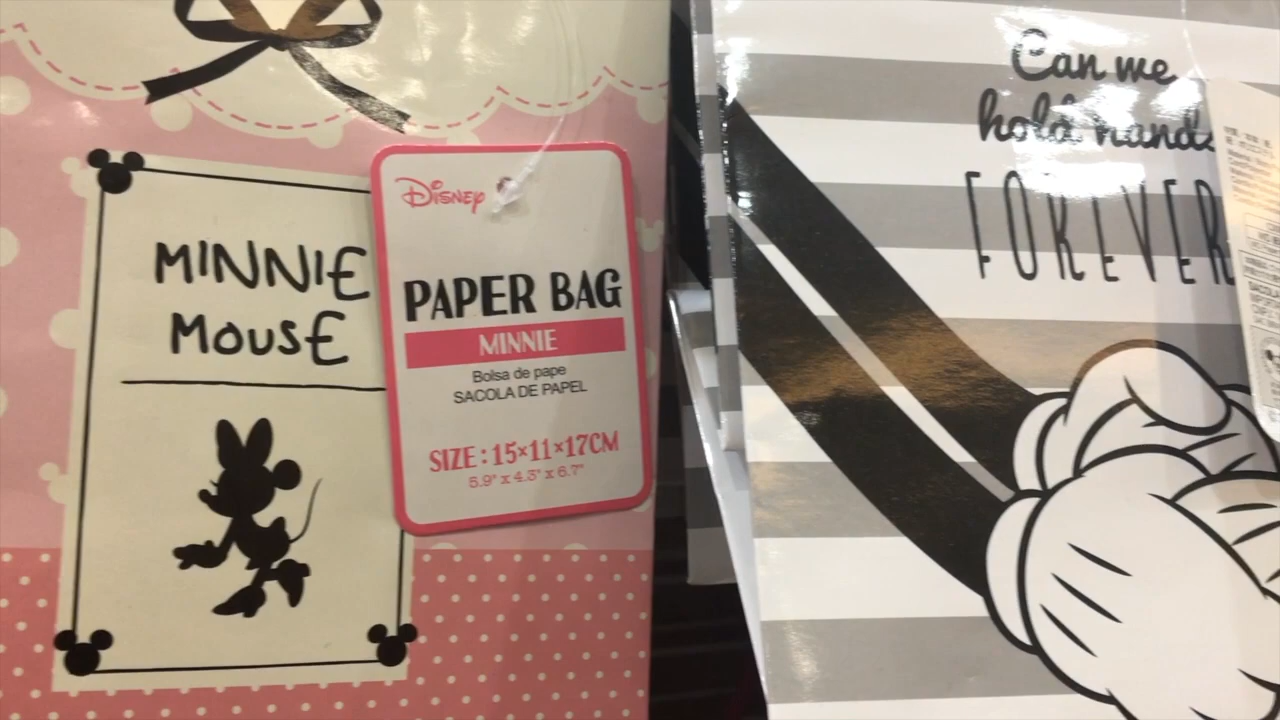 MINNIE
MOUSE
Disney
PAPER BAG
MINNIE
Bolsa de pape
SACOLA DE PAPEL
SIZE : 15×11×17CM
5.9" x 4.3" x 6.7"
Can we
hold hands
FOREVER